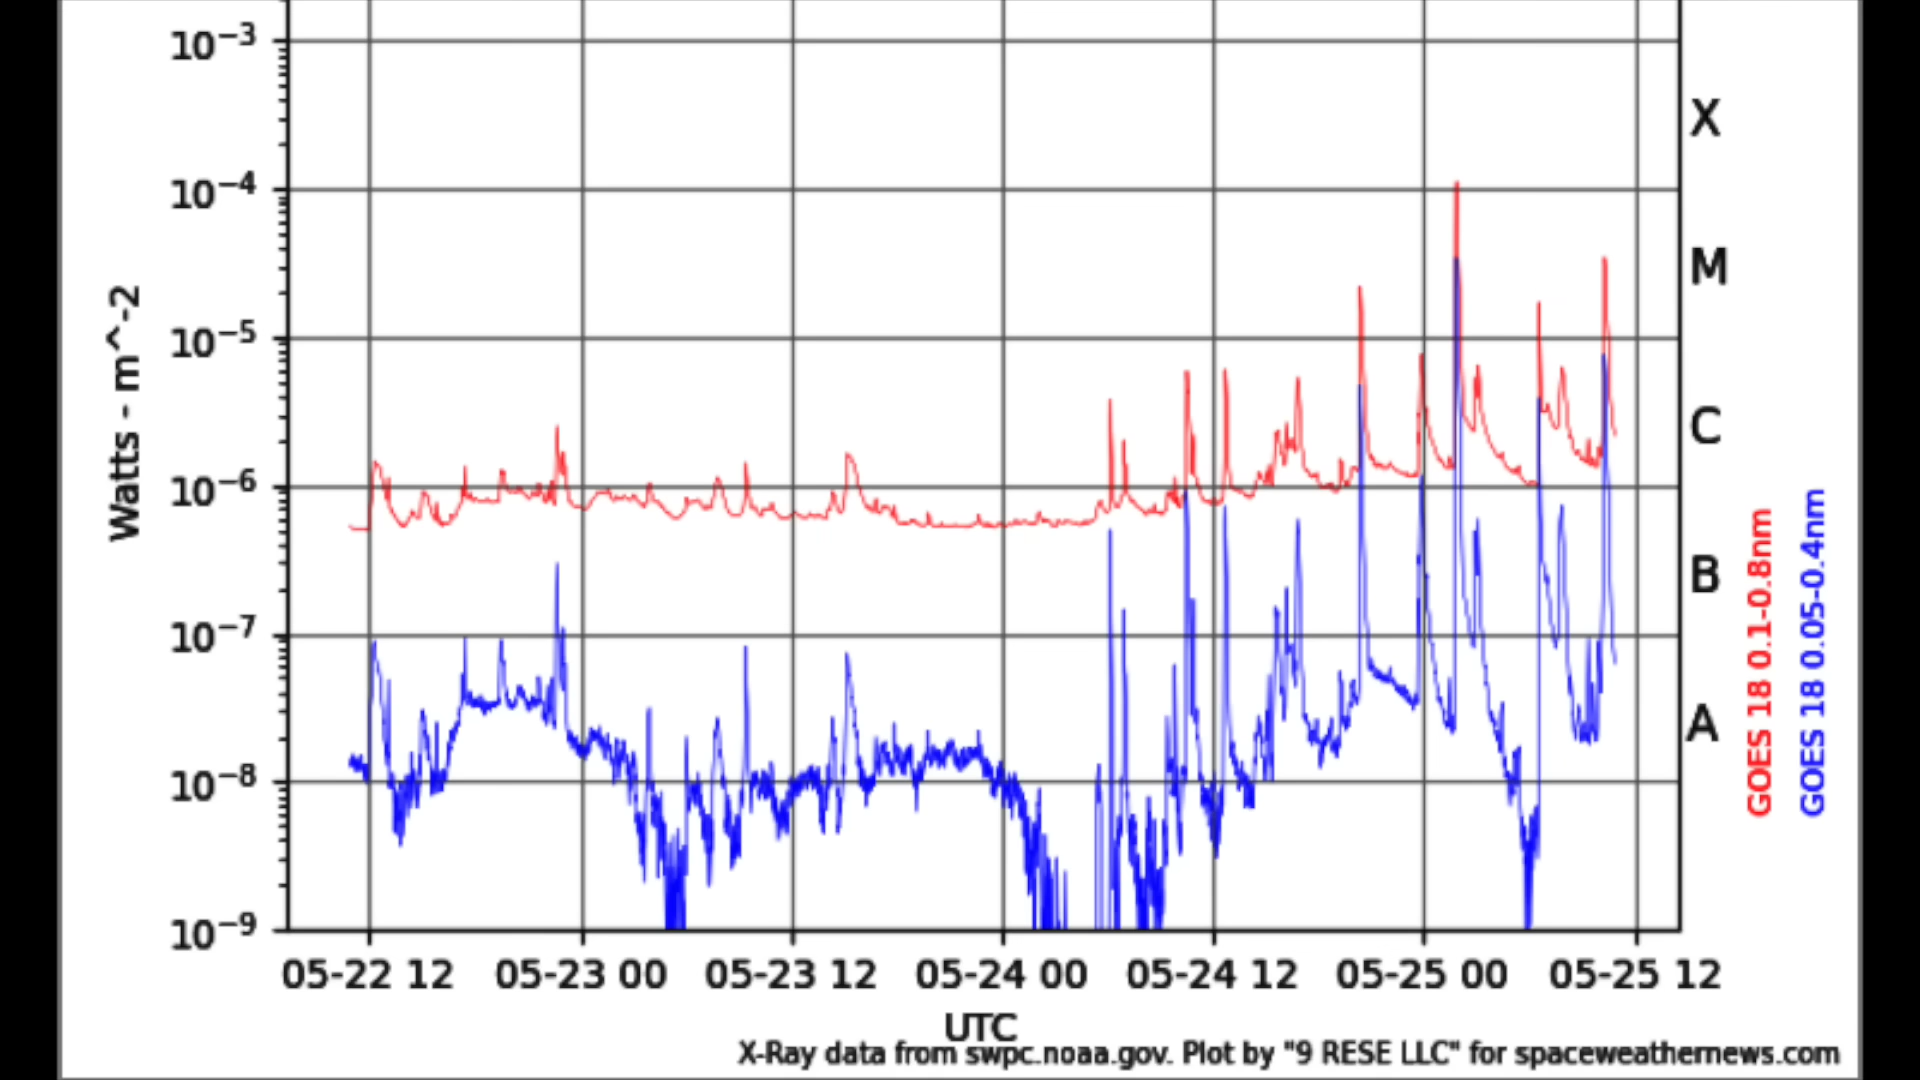 10−3
10−4
10−5
10−6
10−7
10−8
10−9
Watts - m^-2
X
M
C
B
A
GOES 18 0.1-0.8nm
GOES 18 0.05-0.4nm
05-22 12 05-23 00 05-23 12 05-24 00 05-24 12 05-25 00 05-25 12
UTC
X-Ray data from swpc.noaa.gov. Plot by "9 RESE LLC" for spaceweathernews.com